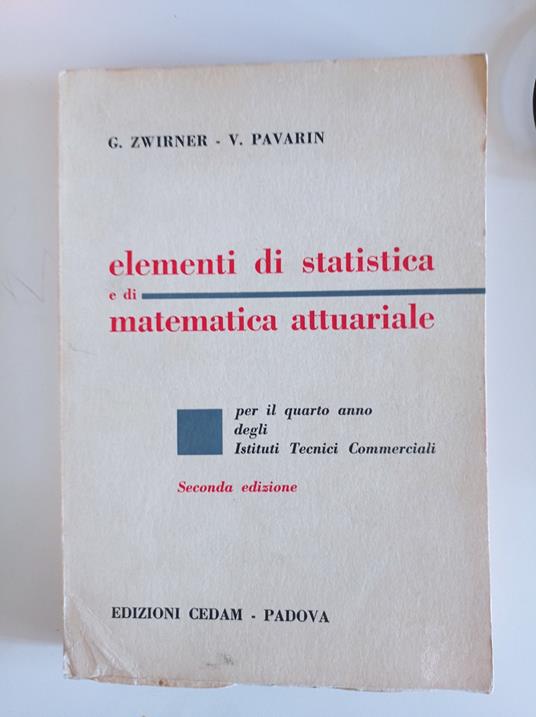 G. ZWIRNER - V. PAVARIN
elementi di statistica
e di
matematica attuariale
per il quarto anno
degli
Istituti Tecnici Commerciali
Seconda edizione
EDIZIONI CEDAM - PADOVA